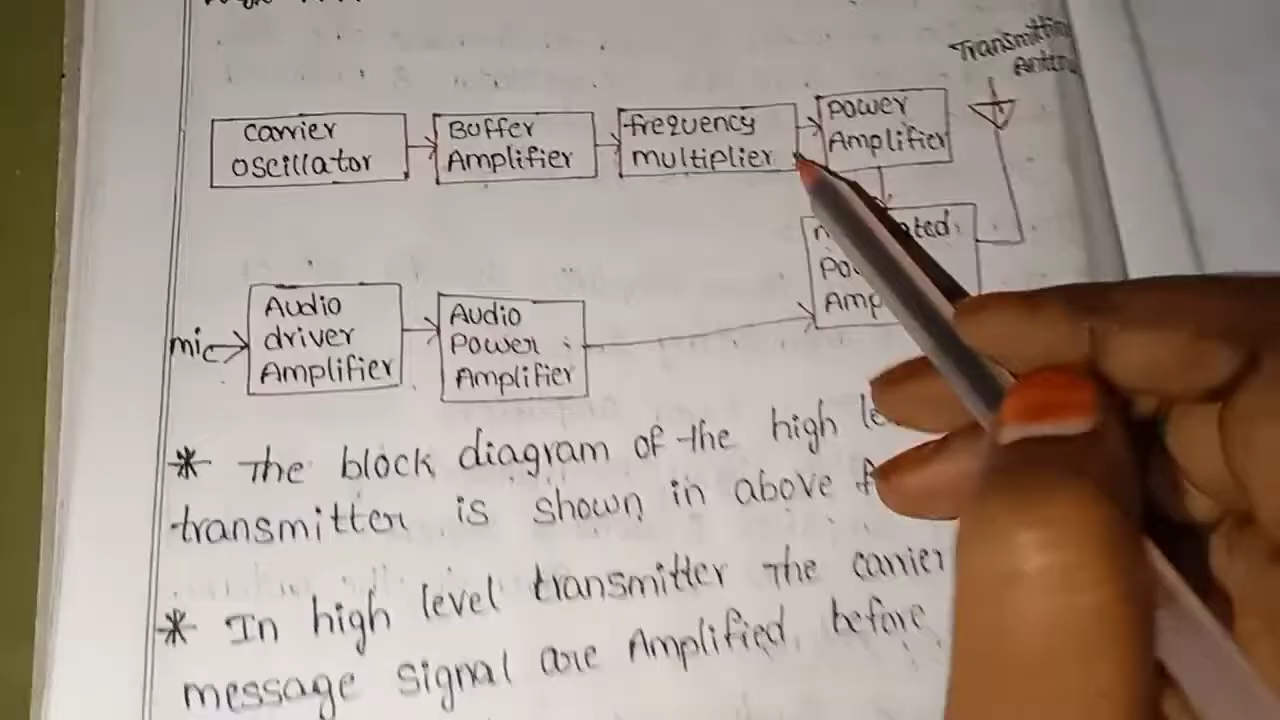 Transmitting
Carrier
oscillator
Buffer
Amplifier
frequency
multiplier
Power
Amplifier
Power
mic
Audio
driver
Amplifier
Audio
Power
Amplifier
* The block diagram of the high
transmitter is shown in above
* In high level transmitter The carrier
message signal are Amplified before